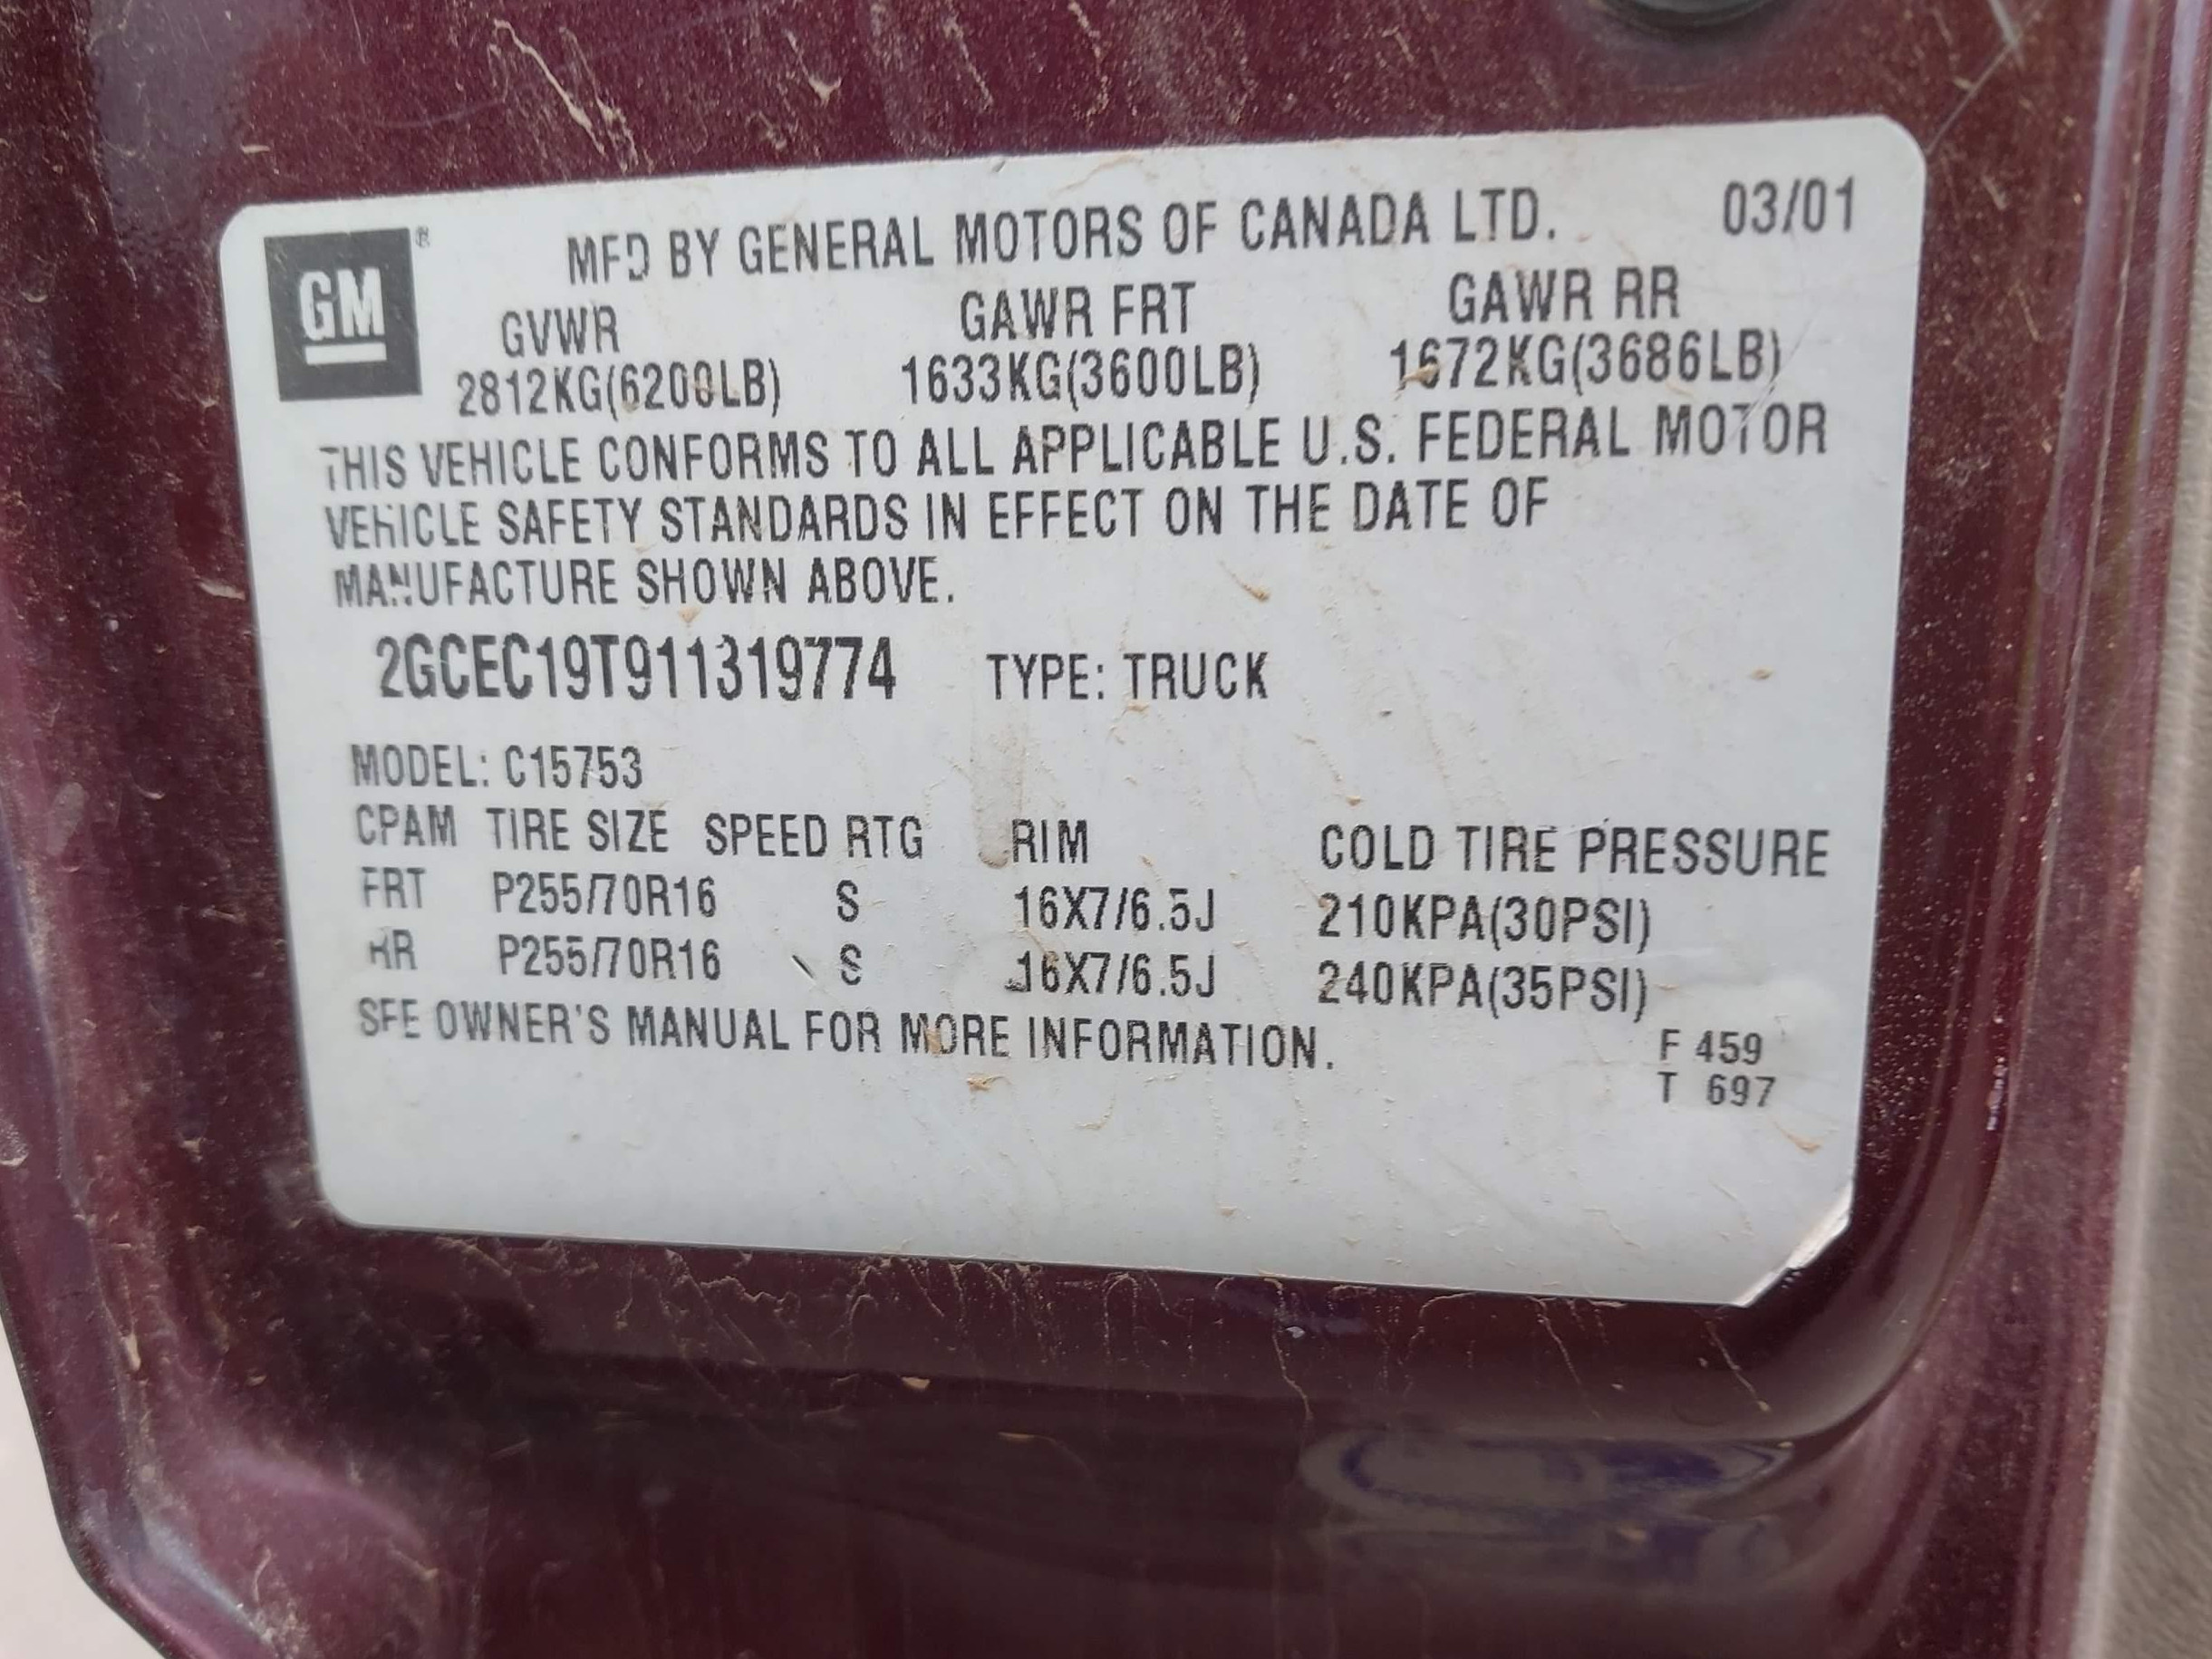 GM ®
MFD BY GENERAL MOTORS OF CANADA LTD. 03/01
GVWR GAWR FRT GAWR RR
2812KG(6200LB) 1633KG(3600LB) 1672KG(3686LB)
THIS VEHICLE CONFORMS TO ALL APPLICABLE U.S. FEDERAL MOTOR
VEHICLE SAFETY STANDARDS IN EFFECT ON THE DATE OF
MANUFACTURE SHOWN ABOVE.
2GCEC19T911319774 TYPE: TRUCK
MODEL: C15753
CPAM TIRE SIZE SPEED RTG RIM COLD TIRE PRESSURE
FRT P255/70R16 S 16X7/6.5J 210KPA(30PSI)
RR P255/70R16 S 16X7/6.5J 240KPA(35PSI)
SEE OWNER'S MANUAL FOR MORE INFORMATION.
F 459
T 697